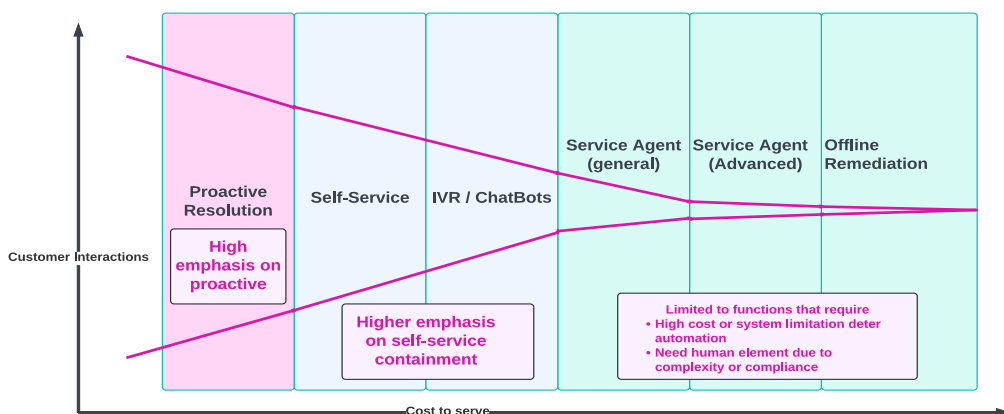 Service Agent
(general)
Service Agent
(Advanced)
Offline
Remediation
Proactive
Resolution
Self-Service
IVR / ChatBots
High
emphasis on
proactive
Customer Interactions
Higher emphasis
on self-service
containment
Limited to functions that require
• High cost or system limitation deter
automation
• Need human element due to
complexity or compliance
Cost to serve